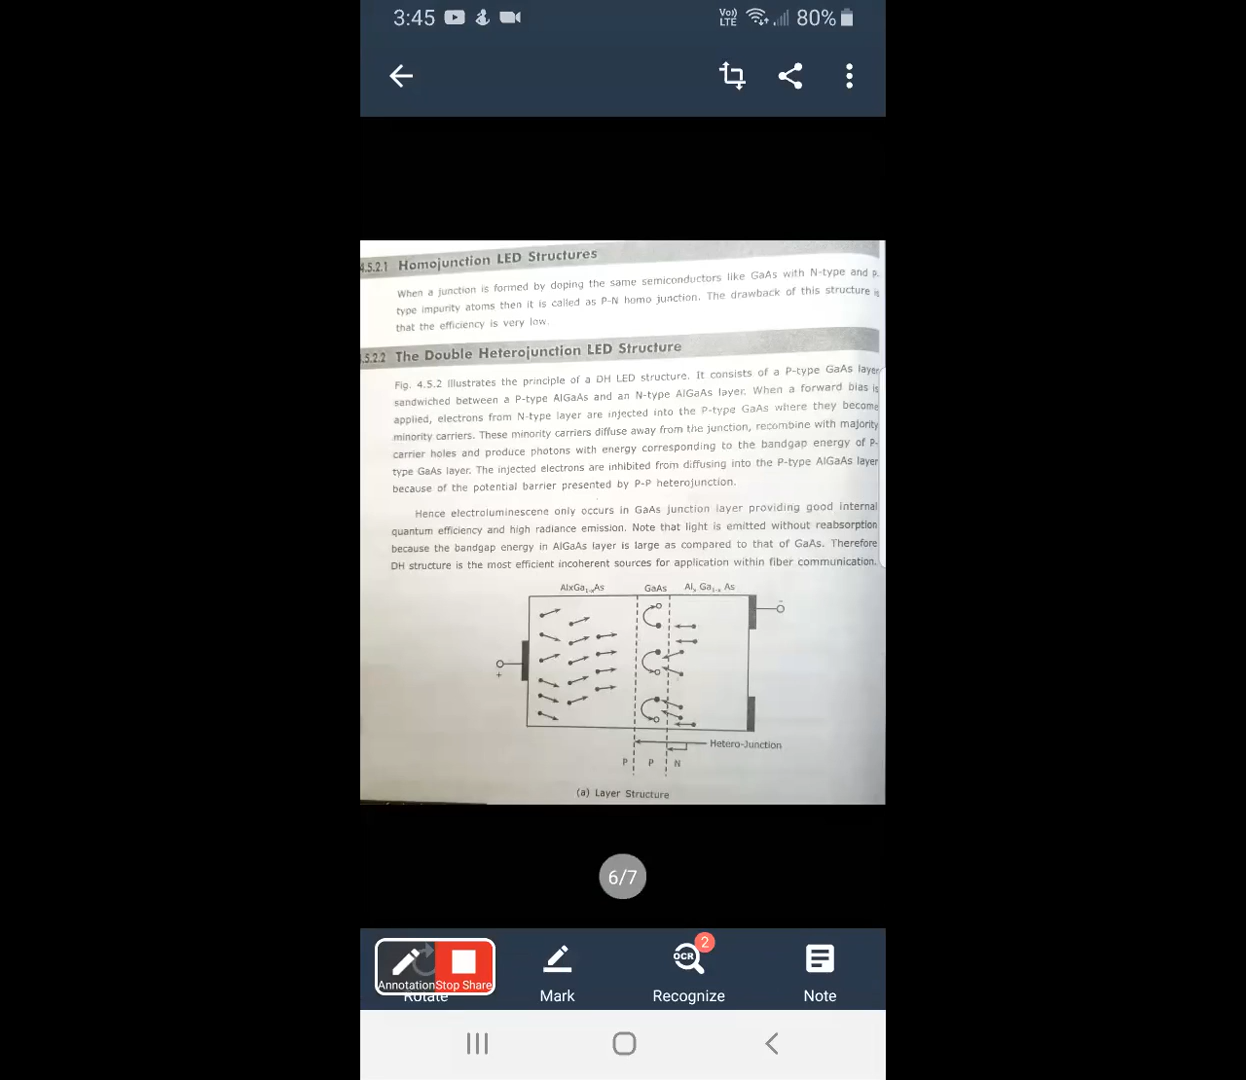 3:45
Vo))
LTE
80%
4.5.2.1 Homojunction LED Structures
When a junction is formed by doping the same semiconductors like GaAs with N-type and p-
type impurity atoms then it is called as P-N homo junction. The drawback of this structure is
that the efficiency is very low.
.5.2.2 The Double Heterojunction LED Structure
Fig. 4.5.2 illustrates the principle of a DH LED structure. It consists of a P-type GaAs layer
sandwiched between a P-type AlGaAs and an N-type AlGaAs layer. When a forward bias is
applied, electrons from N-type layer are injected into the P-type GaAs where they become
minority carriers. These minority carriers diffuse away from the junction, recombine with majority
carrier holes and produce photons with energy corresponding to the bandgap energy of P-
type GaAs layer. The injected electrons are inhibited from diffusing into the P-type AlGaAs layer
because of the potential barrier presented by P-P heterojunction.
Hence electroluminescene only occurs in GaAs junction layer providing good internal
quantum efficiency and high radiance emission. Note that light is emitted without reabsorption
because the bandgap energy in AlGaAs layer is large as compared to that of GaAs. Therefore
DH structure is the most efficient incoherent sources for application within fiber communication.
AlxGa1-xAs GaAs Alx Ga1-x As
-
+
Hetero-Junction
P P N
(a) Layer Structure
6/7
OCR 2
Annotation Stop Share
Rotate Mark Recognize Note